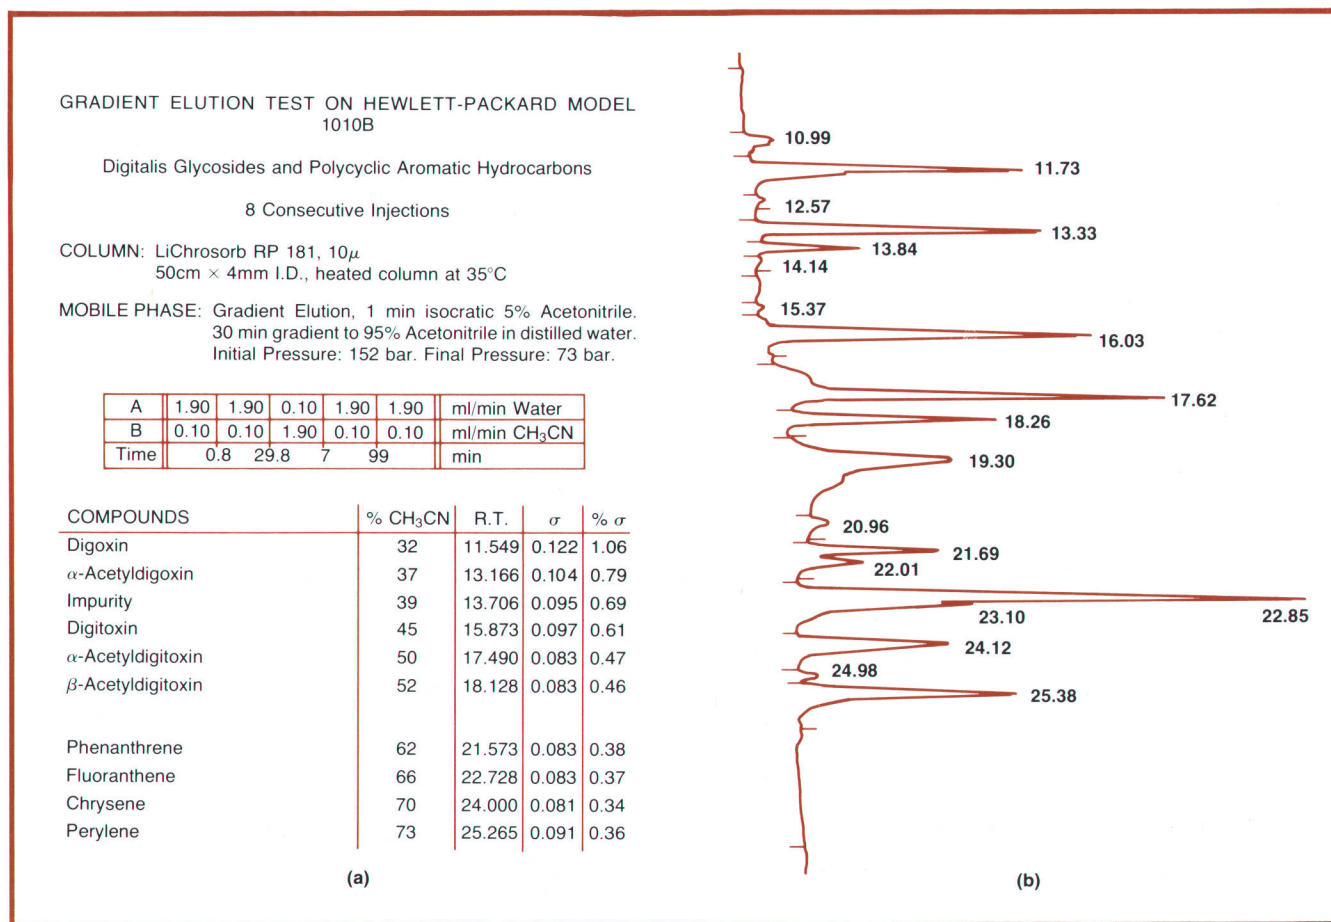 GRADIENT ELUTION TEST ON HEWLETT-PACKARD MODEL
1010B
Digitalis Glycosides and Polycyclic Aromatic Hydrocarbons
8 Consecutive Injections
COLUMN: LiChrosorb RP 181, 10μ
50cm × 4mm I.D., heated column at 35°C
MOBILE PHASE: Gradient Elution, 1 min isocratic 5% Acetonitrile.
30 min gradient to 95% Acetonitrile in distilled water.
Initial Pressure: 152 bar. Final Pressure: 73 bar.
A 1.90 1.90 0.10 1.90 1.90 ml/min Water
B 0.10 0.10 1.90 0.10 0.10 ml/min CH₃CN
Time 0.8 29.8 7 99 min
COMPOUNDS % CH₃CN R.T. σ % σ
Digoxin 32 11.549 0.122 1.06
α-Acetyldigoxin 37 13.166 0.104 0.79
Impurity 39 13.706 0.095 0.69
Digitoxin 45 15.873 0.097 0.61
α-Acetyldigitoxin 50 17.490 0.083 0.47
β-Acetyldigitoxin 52 18.128 0.083 0.46
Phenanthrene 62 21.573 0.083 0.38
Fluoranthene 66 22.728 0.083 0.37
Chrysene 70 24.000 0.081 0.34
Perylene 73 25.265 0.091 0.36
(a)
10.99
11.73
12.57
13.33
13.84
14.14
15.37
16.03
17.62
18.26
19.30
20.96
21.69
22.01
22.85
23.10
24.12
24.98
25.38
(b)